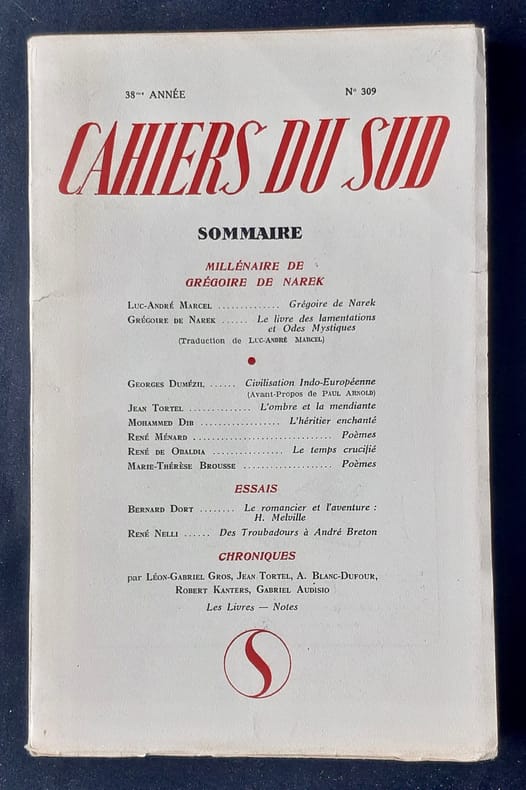 38me ANNÉE N° 309
CAHIERS DU SUD
SOMMAIRE
MILLÉNAIRE DE
GRÉGOIRE DE NAREK
Luc-André Marcel ............. Grégoire de Narek
Grégoire de Narek ...... Le livre des lamentations
et Odes Mystiques
(Traduction de Luc-André Marcel)
Georges Dumézil ...... Civilisation Indo-Européenne
(Avant-Propos de Paul Arnold)
Jean Tortel ............... L'ombre et la mendiante
Mohammed Dib .................. L'héritier enchanté
René Ménard ............................... Poèmes
René de Obaldia ................ Le temps crucifié
Marie-Thérèse Brousse .................... Poèmes
ESSAIS
Bernard Dort ........ Le romancier et l'aventure :
H. Melville
René Nelli ...... Des Troubadours à André Breton
CHRONIQUES
par Léon-Gabriel Gros, Jean Tortel, A. Blanc-Dufour,
Robert Kanters, Gabriel Audisio
Les Livres — Notes
S